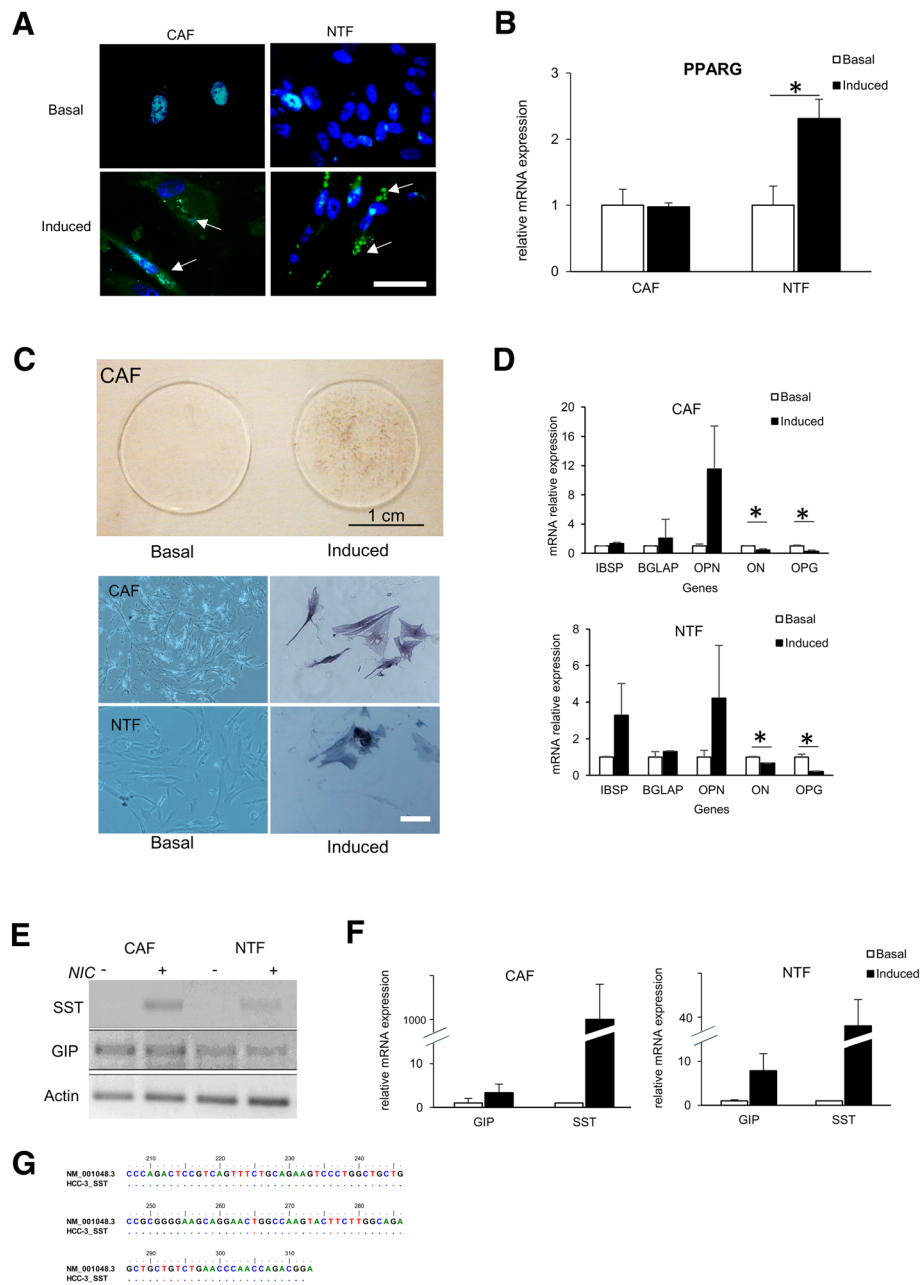 A
CAF
NTF
Basal
Induced
B
PPARG
Basal
Induced
relative mRNA expression
3
2
1
0
*
CAF
NTF
C
CAF
1 cm
Basal
Induced
CAF
NTF
Basal
Induced
D
Basal
Induced
CAF
mRNA relative expression
20
16
12
8
4
0
*
*
IBSP BGLAP OPN ON OPG
Genes
Basal
Induced
NTF
mRNA relative expression
8
6
4
2
0
*
*
IBSP BGLAP OPN ON OPG
Genes
E
CAF NTF
NIC - + - +
SST
GIP
Actin
F
Basal
Induced
CAF
relative mRNA expression
1000
10
0
GIP SST
NTF
relative mRNA expression
40
10
0
GIP SST
G
210 220 230 240
NM_001048.3 CCCAGACTCCGTCAGTTTCTGCAGAAGTCCCTGGCTGCTG
HCC-3_SST
250 260 270 280
NM_001048.3 CCGCGGGGAAGCAGGAACTGGCCAAGTACTTCTTGGCAGA
HCC-3_SST
290 300 310
NM_001048.3 GCTGCTGTCTGAACCCAACCAGACGGA
HCC-3_SST